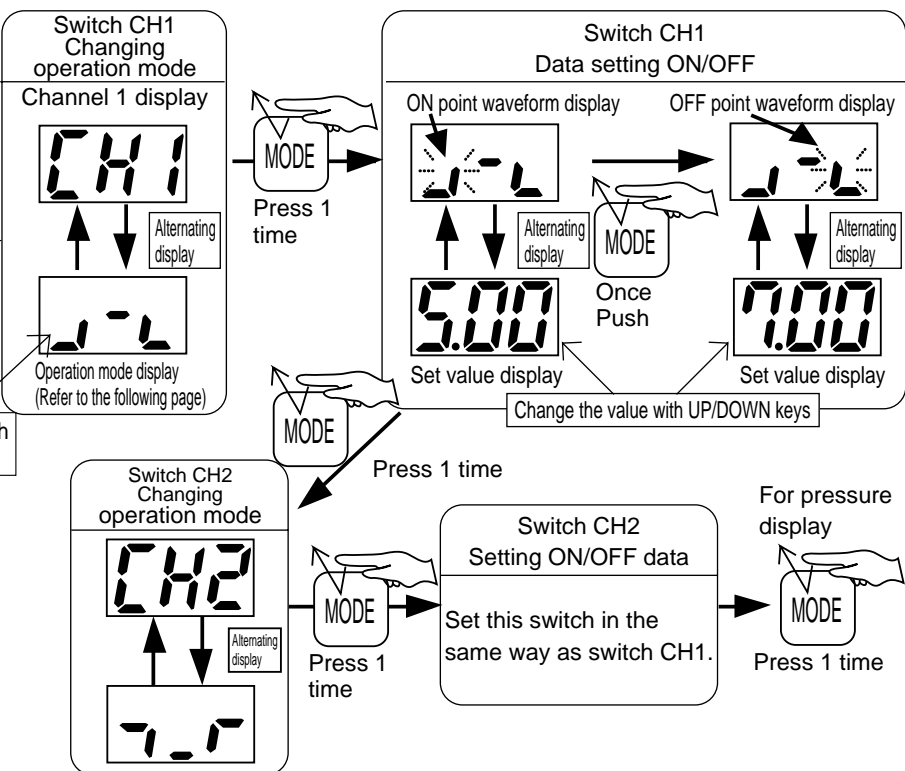 Switch CH1
Changing
operation mode
Channel 1 display
CH1
Alternating
display
Operation mode display
(Refer to the following page)
h
MODE
Press 1
time
Switch CH1
Data setting ON/OFF
ON point waveform display
OFF point waveform display
Alternating
display
5.00
Set value display
MODE
Once
Push
Alternating
display
7.00
Set value display
Change the value with UP/DOWN keys
MODE
Press 1 time
Switch CH2
Changing
operation mode
CH2
Alternating
display
MODE
Press 1
time
Switch CH2
Setting ON/OFF data
Set this switch in the
same way as switch CH1.
For pressure
display
MODE
Press 1 time